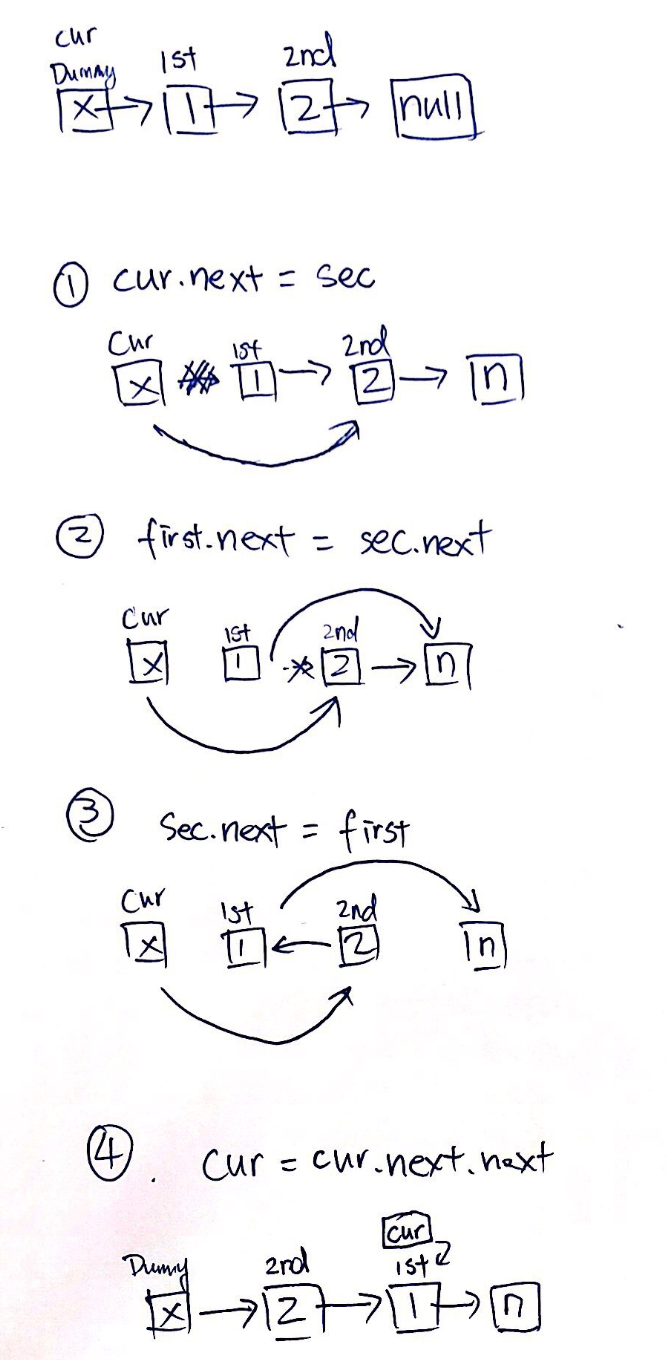 cur
Dummy 1st 2nd
X 1 2 null
① cur.next = sec
Cur 1st 2nd
X 1 2 n
② first.next = sec.next
Cur 1st 2nd
X 1 2 n
③ Sec.next = first
Cur 1st 2nd
X 1 2 n
④. Cur = cur.next.next
cur
Dummy 2nd 1st
X 2 1 n